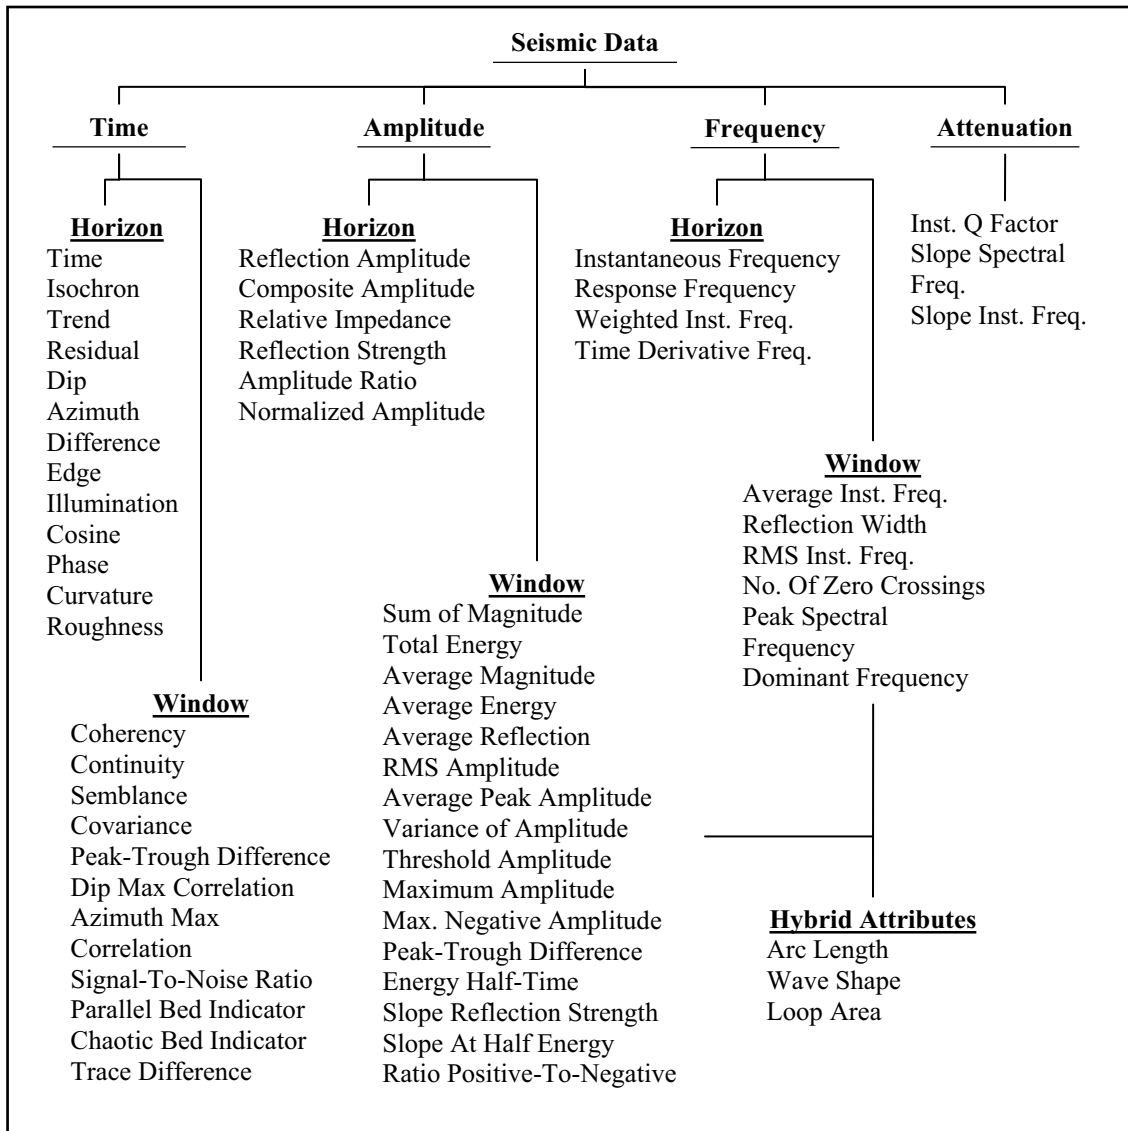 Seismic Data
Time
Amplitude
Frequency
Attenuation
Horizon
Time
Isochron
Trend
Residual
Dip
Azimuth
Difference
Edge
Illumination
Cosine
Phase
Curvature
Roughness
Window
Coherency
Continuity
Semblance
Covariance
Peak-Trough Difference
Dip Max Correlation
Azimuth Max
Correlation
Signal-To-Noise Ratio
Parallel Bed Indicator
Chaotic Bed Indicator
Trace Difference
Horizon
Reflection Amplitude
Composite Amplitude
Relative Impedance
Reflection Strength
Amplitude Ratio
Normalized Amplitude
Window
Sum of Magnitude
Total Energy
Average Magnitude
Average Energy
Average Reflection
RMS Amplitude
Average Peak Amplitude
Variance of Amplitude
Threshold Amplitude
Maximum Amplitude
Max. Negative Amplitude
Peak-Trough Difference
Energy Half-Time
Slope Reflection Strength
Slope At Half Energy
Ratio Positive-To-Negative
Horizon
Instantaneous Frequency
Response Frequency
Weighted Inst. Freq.
Time Derivative Freq.
Window
Average Inst. Freq.
Reflection Width
RMS Inst. Freq.
No. Of Zero Crossings
Peak Spectral
Frequency
Dominant Frequency
Hybrid Attributes
Arc Length
Wave Shape
Loop Area
Inst. Q Factor
Slope Spectral
Freq.
Slope Inst. Freq.